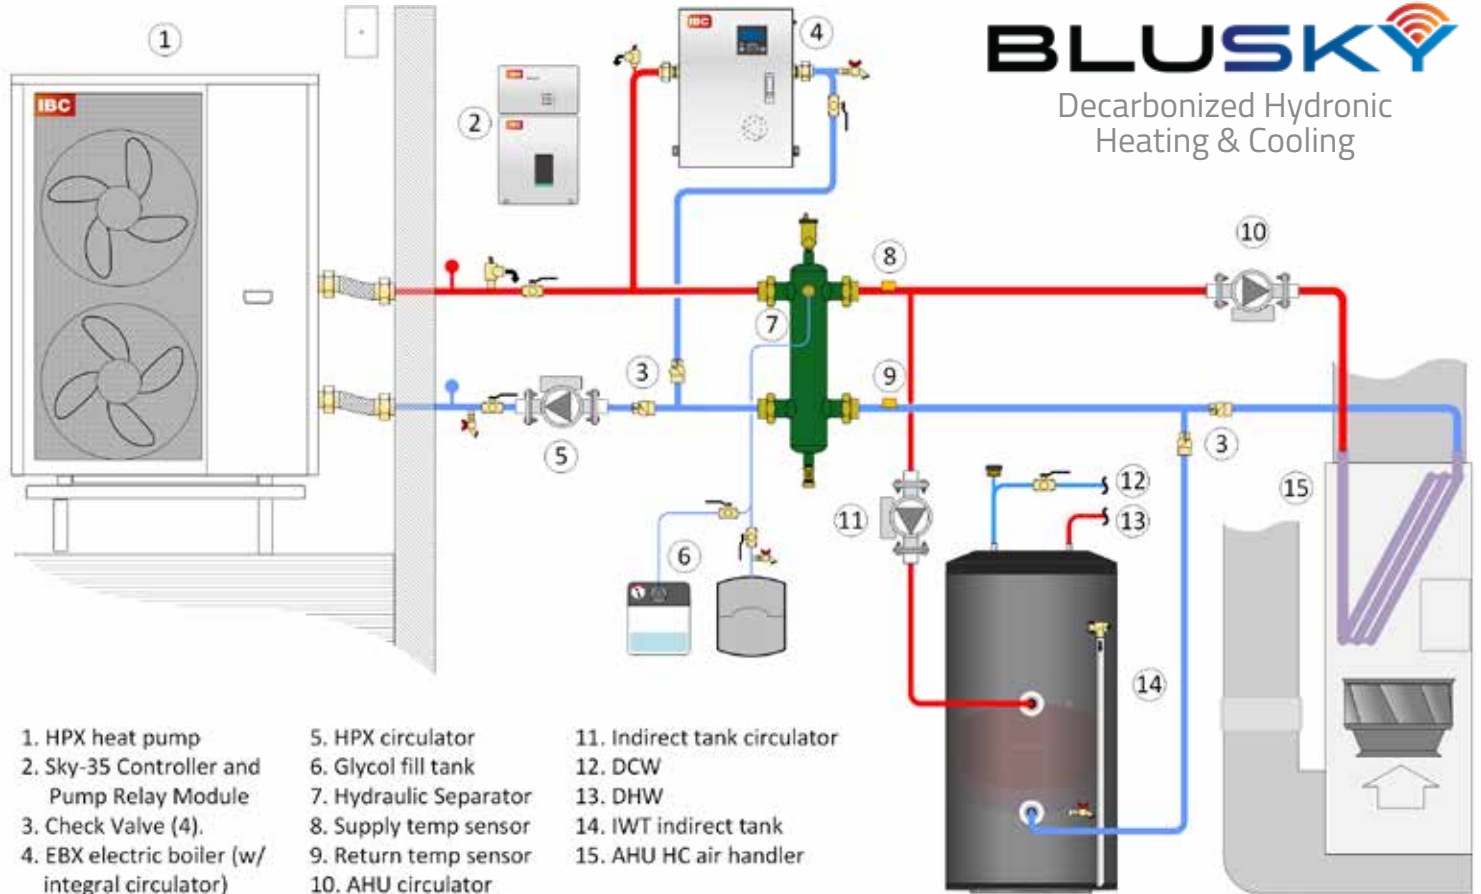 BLUSKY
Decarbonized Hydronic
Heating & Cooling
1
IBC
2
IBC
IBC
IBC
4
3
5
7
6
8
9
10
11
12
13
3
14
15
1. HPX heat pump
2. Sky-35 Controller and
Pump Relay Module
3. Check Valve (4).
4. EBX electric boiler (w/
integral circulator)
5. HPX circulator
6. Glycol fill tank
7. Hydraulic Separator
8. Supply temp sensor
9. Return temp sensor
10. AHU circulator
11. Indirect tank circulator
12. DCW
13. DHW
14. IWT indirect tank
15. AHU HC air handler